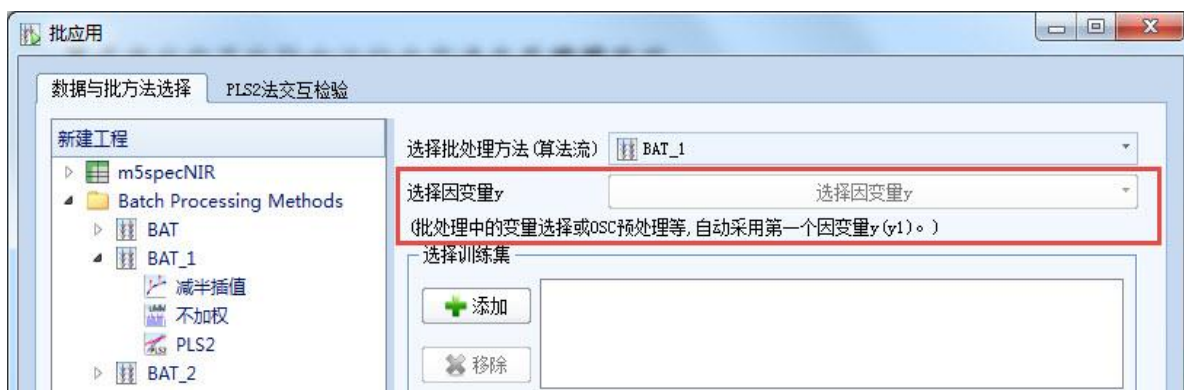 批应用
数据与批方法选择 PLS2法交互检验
新建工程
m5specNIR
Batch Processing Methods
BAT
BAT_1
减半插值
不加权
PLS2
BAT_2
选择批处理方法(算法流) BAT_1
选择因变量y 选择因变量y
(批处理中的变量选择或OSC预处理等,自动采用第一个因变量y(y1)。)
选择训练集
添加
移除